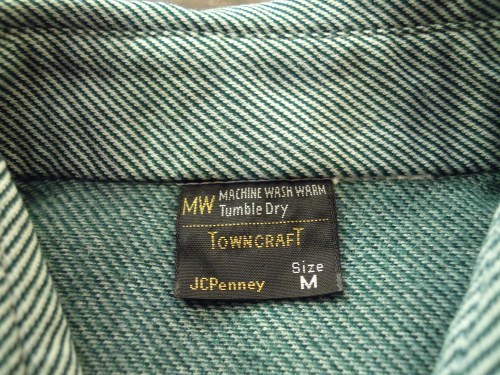 MW MACHINE WASH WARM
Tumble Dry
TOWNCRAFT
Size
JCPenney M